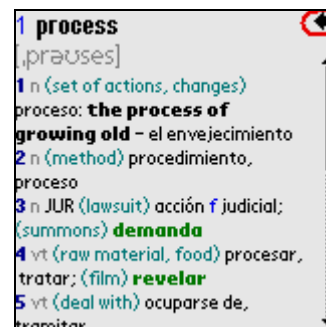 1 process
[ˌprəʊses]
1 n (set of actions, changes)
proceso: the process of
growing old – el envejecimiento
2 n (method) procedimiento,
proceso
3 n JUR (lawsuit) acción f judicial;
(summons) demanda
4 vt (raw material, food) procesar,
tratar; (film) revelar
5 vt (deal with) ocuparse de,
tramitar